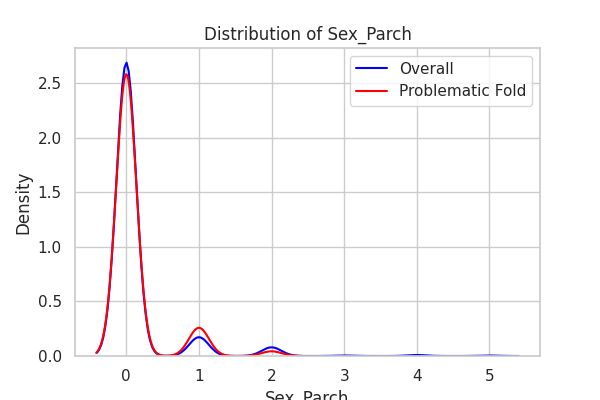 Distribution of Sex_Parch
Overall
Problematic Fold
Density
2.5
2.0
1.5
1.0
0.5
0.0
0 1 2 3 4 5
Sex_Parch